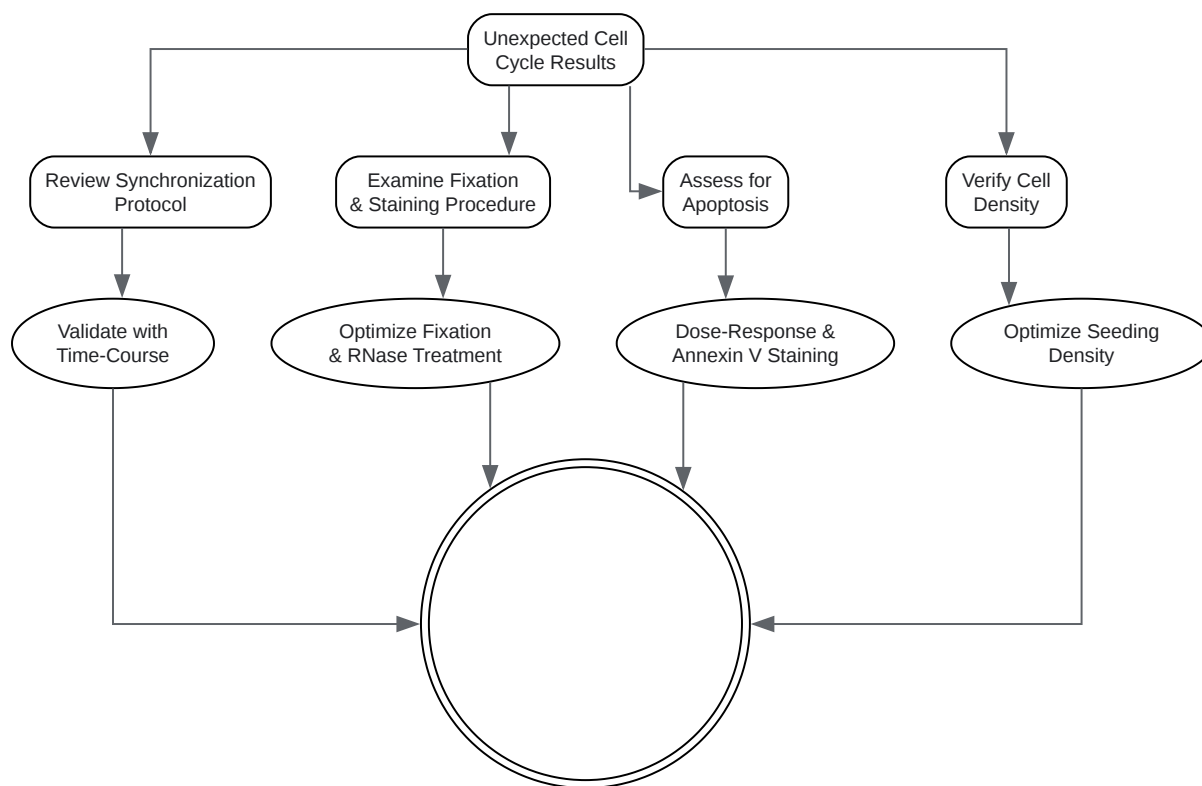 Unexpected Cell
Cycle Results
Review Synchronization
Protocol
Examine Fixation
& Staining Procedure
Assess for
Apoptosis
Verify Cell
Density
Validate with
Time-Course
Optimize Fixation
& RNase Treatment
Dose-Response &
Annexin V Staining
Optimize Seeding
Density